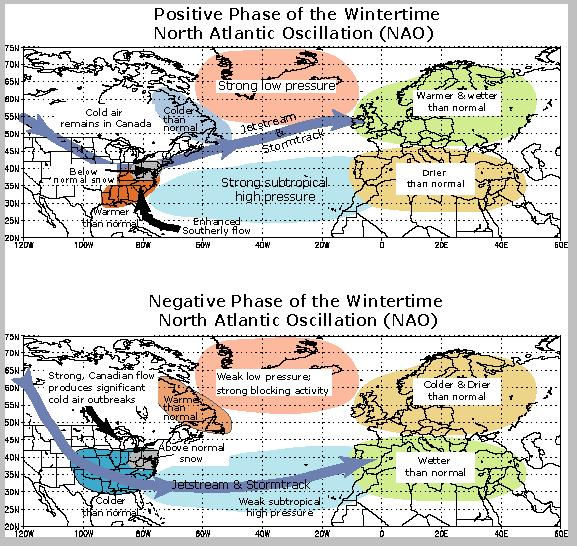 Positive Phase of the Wintertime
North Atlantic Oscillation (NAO)
75N
70N
65N
60N
55N
50N
45N
40N
35N
30N
25N
20N
Strong low pressure
Warmer & wetter
than normal
Cold air
remains in Canada
Colder
than
normal
Jetstream
&
Stormtrack
Below
normal snow
Strong subtropical
high pressure
Drier
than normal
Warmer
than normal
Enhanced
Southerly flow
120W
100W
80W
60W
40W
20W
0
20E
40E
60E
Negative Phase of the Wintertime
North Atlantic Oscillation (NAO)
75N
70N
65N
60N
55N
50N
45N
40N
35N
30N
25N
20N
Strong, Canadian flow
produces significant
cold air outbreaks
Weak low pressure;
strong blocking activity
Colder & Drier
than normal
Warmer
than
normal
Above normal
snow
Wetter
than normal
Jetstream & Stormtrack
Colder
than normal
Weak subtropical
high pressure
120W
100W
80W
60W
40W
20W
0
20E
40E
60E